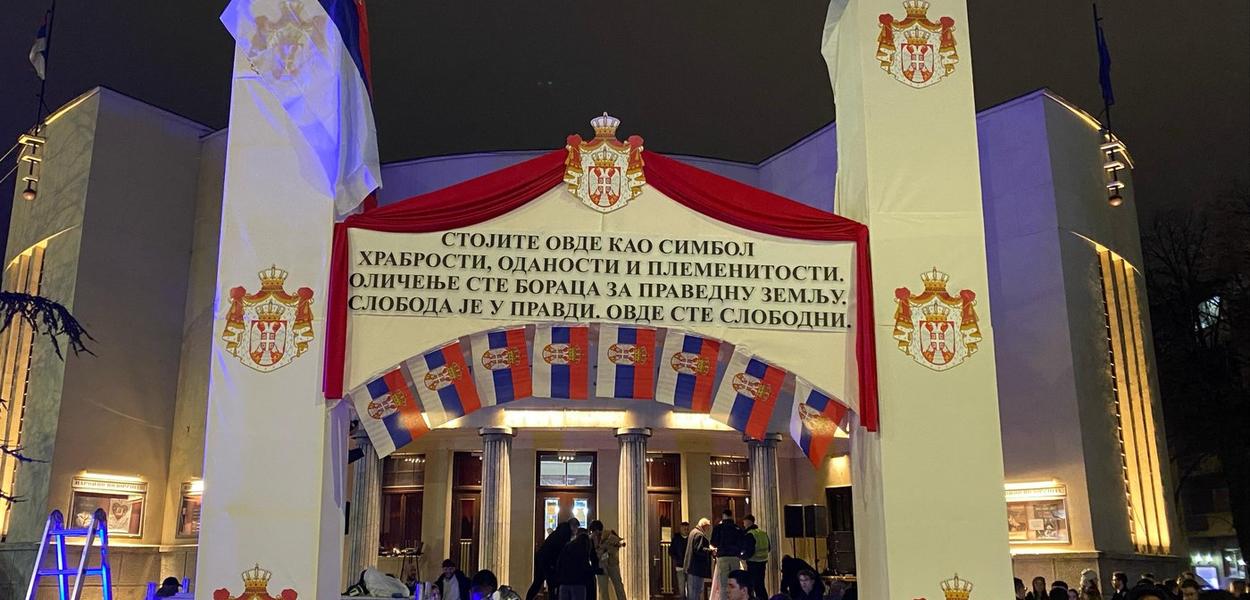 СТОЈИТЕ ОВДЕ КАО СИМБОЛ
ХРАБРОСТИ, ОДАНОСТИ И ПЛЕМЕНИТОСТИ.
ОЛИЧЕЊЕ СТЕ БОРАЦА ЗА ПРАВЕДНУ ЗЕМЉУ.
СЛОБОДА ЈЕ У ПРАВДИ. ОВДЕ СТЕ СЛОБОДНИ.